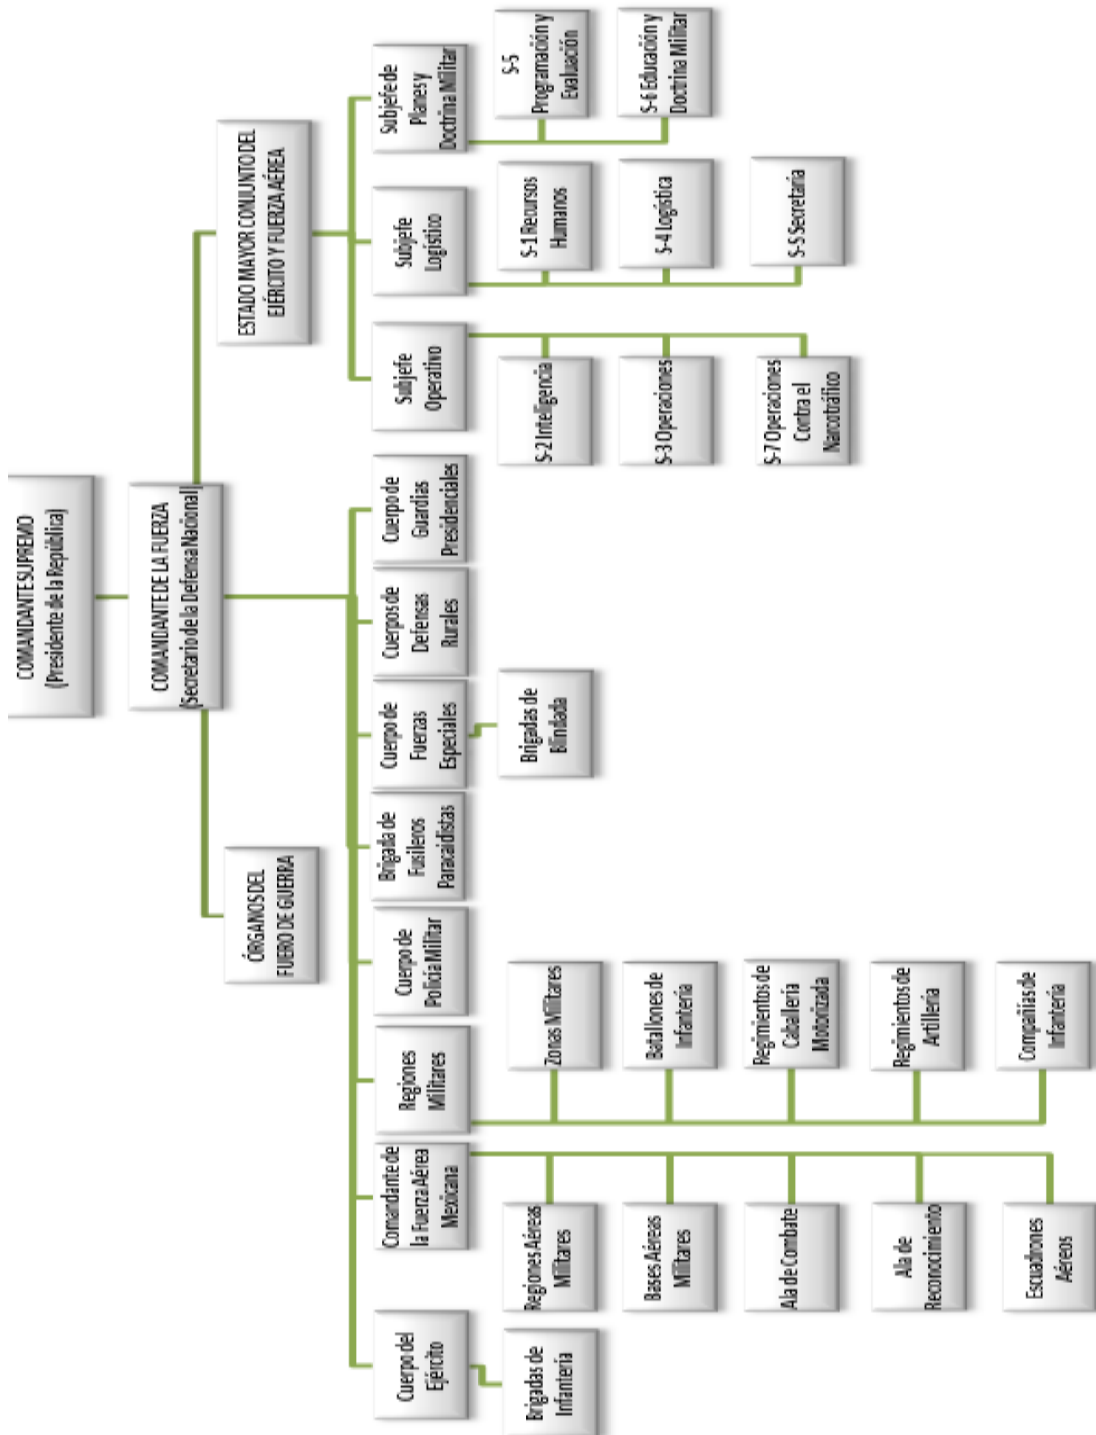 COMANDANTE SUPREMO
(Presidente de la República)
COMANDANTE DE LA FUERZA
(Secretario de la Defensa Nacional)
ÓRGANOS DEL
FUERO DE GUERRA
ESTADO MAYOR CONJUNTO DEL
EJÉRCITO Y FUERZA AÉREA
Cuerpo del
Ejército
Comandante de
la Fuerza Aérea
Mexicana
Regiones
Militares
Cuerpo de
Policía Militar
Brigada de
Fusileros
Paracaidistas
Cuerpo de
Fuerzas
Especiales
Cuerpos de
Defensas
Rurales
Cuerpo de
Guardias
Presidenciales
Subjefe
Operativo
Subjefe
Logístico
Subjefe de
Planes y
Doctrina Militar
Brigadas de
Infantería
Regiones Aéreas
Militares
Bases Aéreas
Militares
Ala de Combate
Ala de
Reconocimiento
Escuadrones
Aéreos
Zonas Militares
Batallones de
Infantería
Regimientos de
Caballería
Motorizada
Regimientos de
Artillería
Compañías de
Infantería
Brigadas de
Blindada
S-2 Inteligencia
S-3 Operaciones
S-7 Operaciones
Contra el
Narcotráfico
S-1 Recursos
Humanos
S-4 Logística
S-5 Secretaría
S-5
Programación y
Evaluación
S-6 Educación y
Doctrina Militar